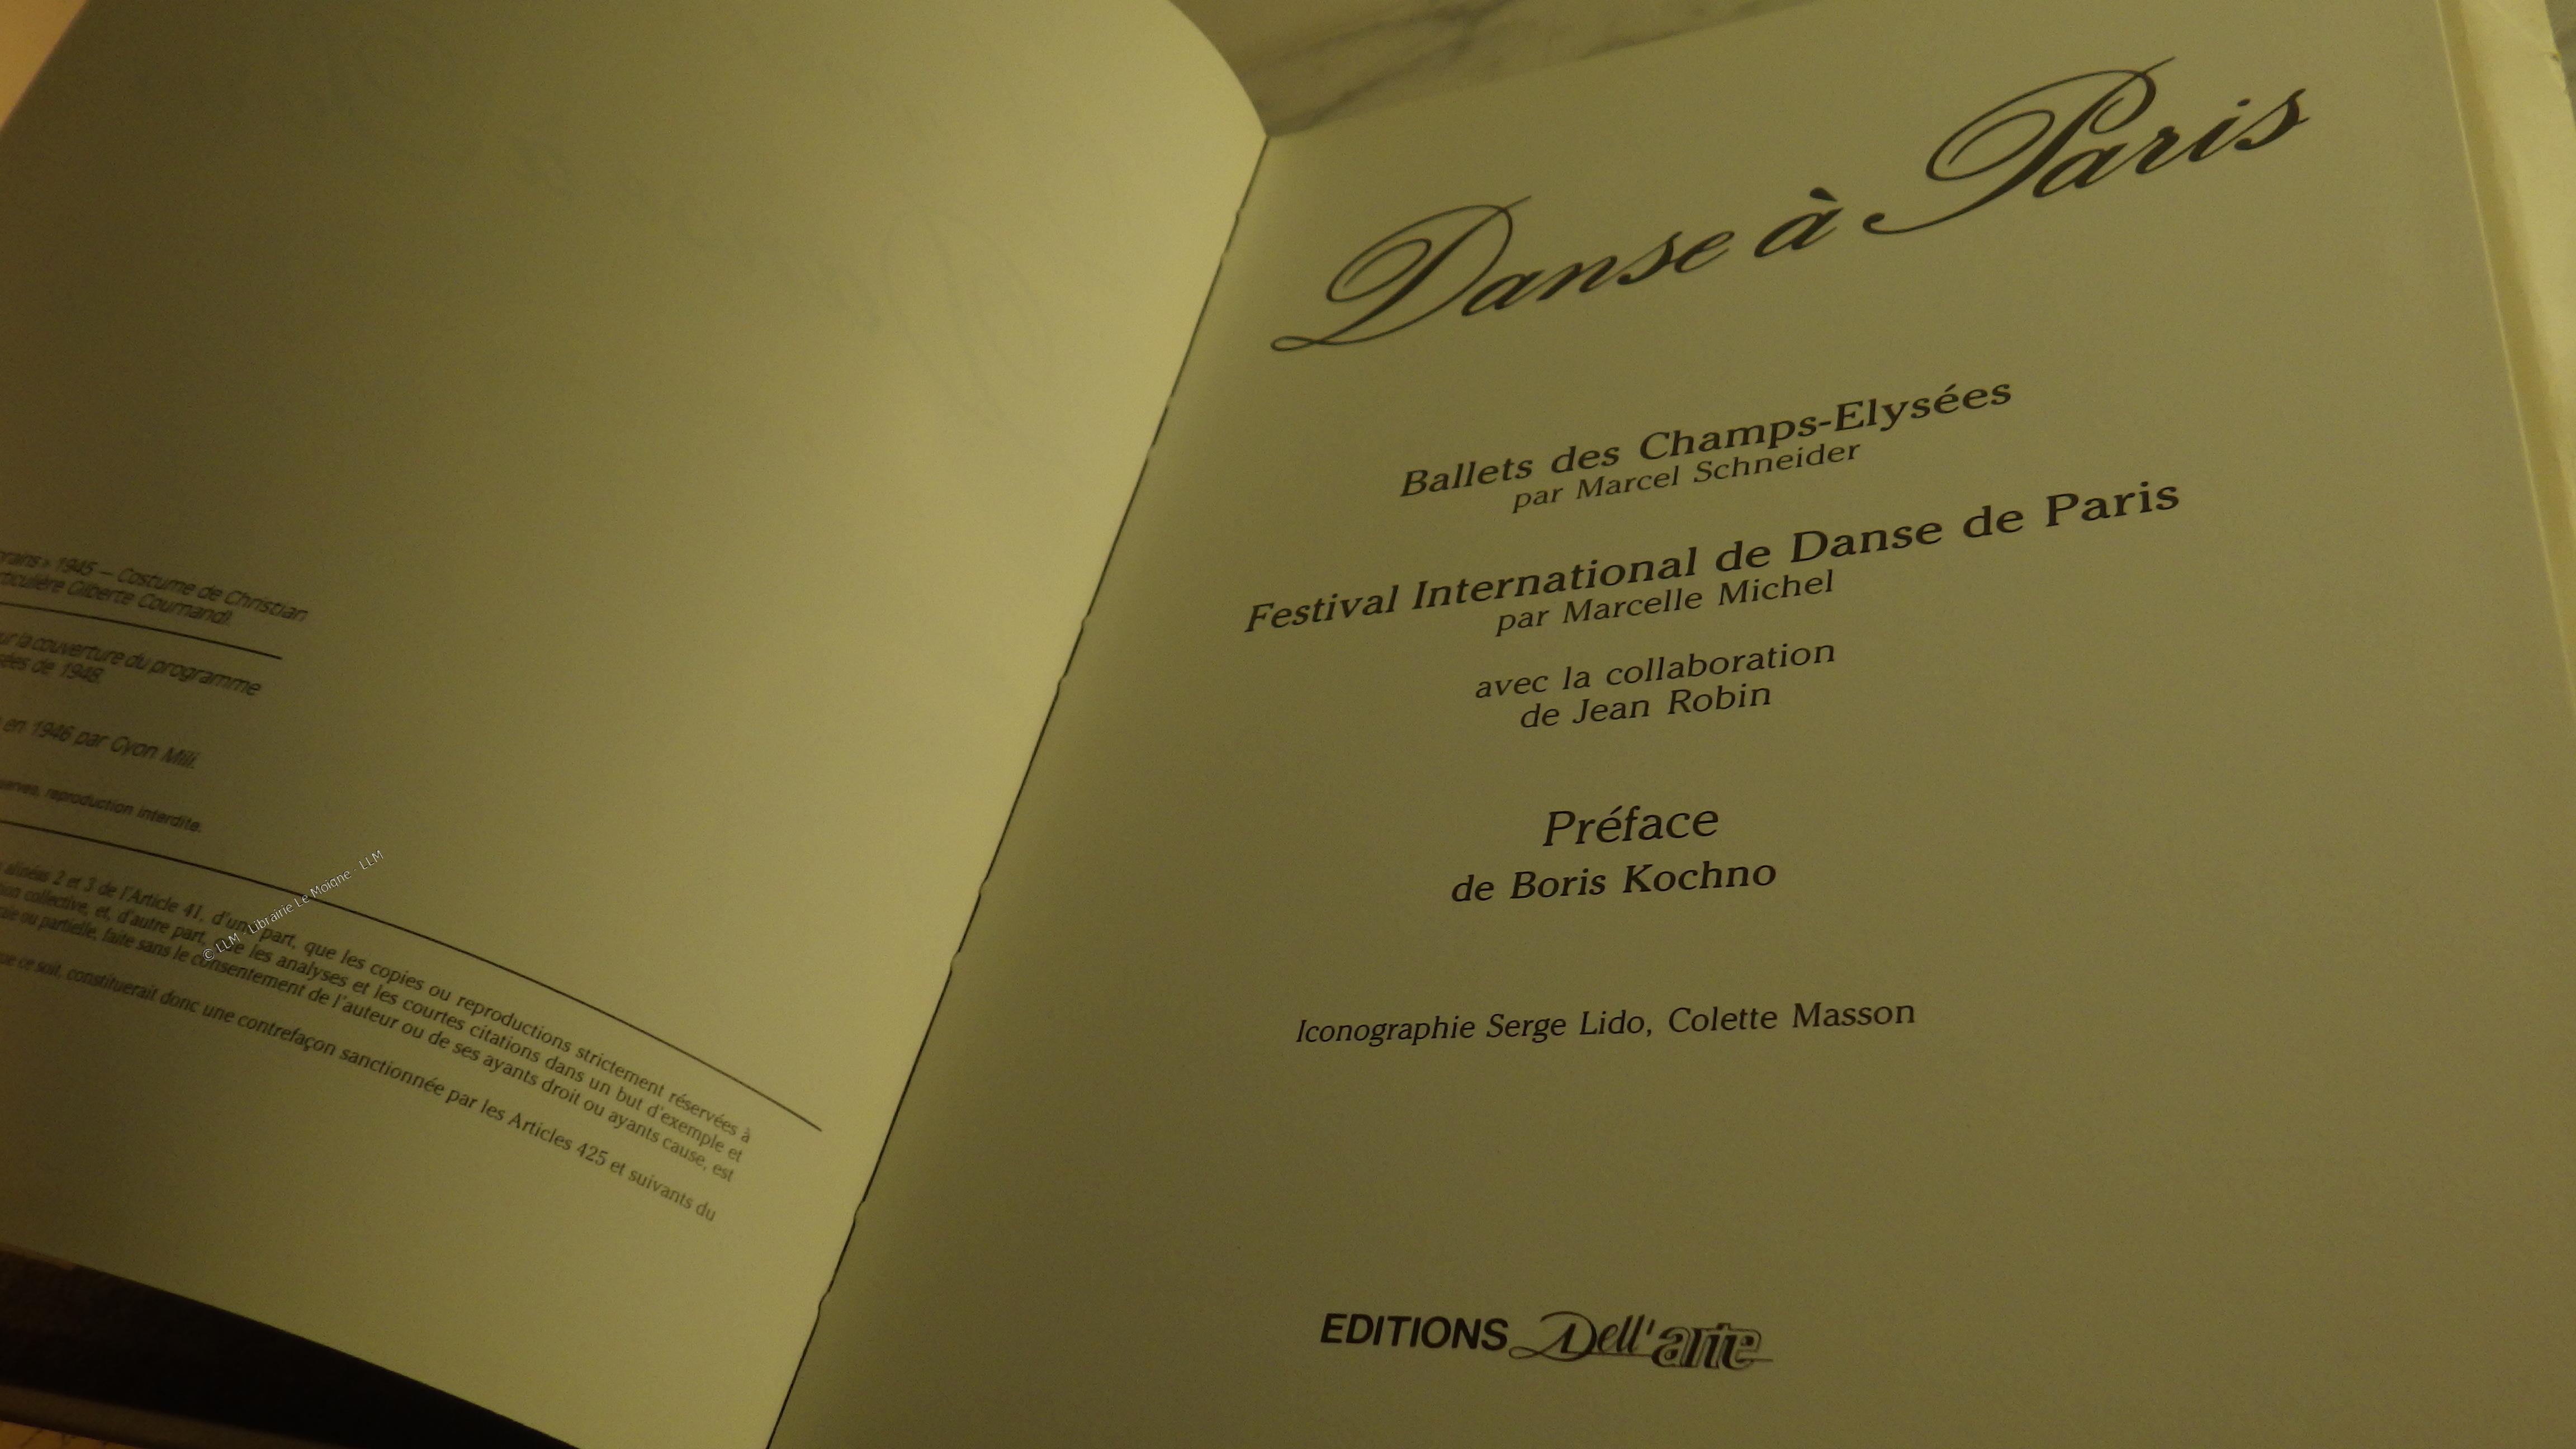 1945 — Costume de Christian
Gilberte Cournand).
la couverture du programme
de 1948.
en 1946 par Gyon Mili.
reproduction interdite.
alinéas 2 et 3 de l'Article 41, d'une part, que les copies ou reproductions strictement réservées à
collective, et, d'autre part, que les analyses et les courtes citations dans un but d'exemple et
ou partielle, faite sans le consentement de l'auteur ou de ses ayants droit ou ayants cause, est
que ce soit, constituerait donc une contrefaçon sanctionnée par les Articles 425 et suivants du
© LLM - Librairie Le Moigne - LLM
Danse à Paris
Ballets des Champs-Elysées
par Marcel Schneider
Festival International de Danse de Paris
par Marcelle Michel
avec la collaboration
de Jean Robin
Préface
de Boris Kochno
Iconographie Serge Lido, Colette Masson
EDITIONS Dell'arte